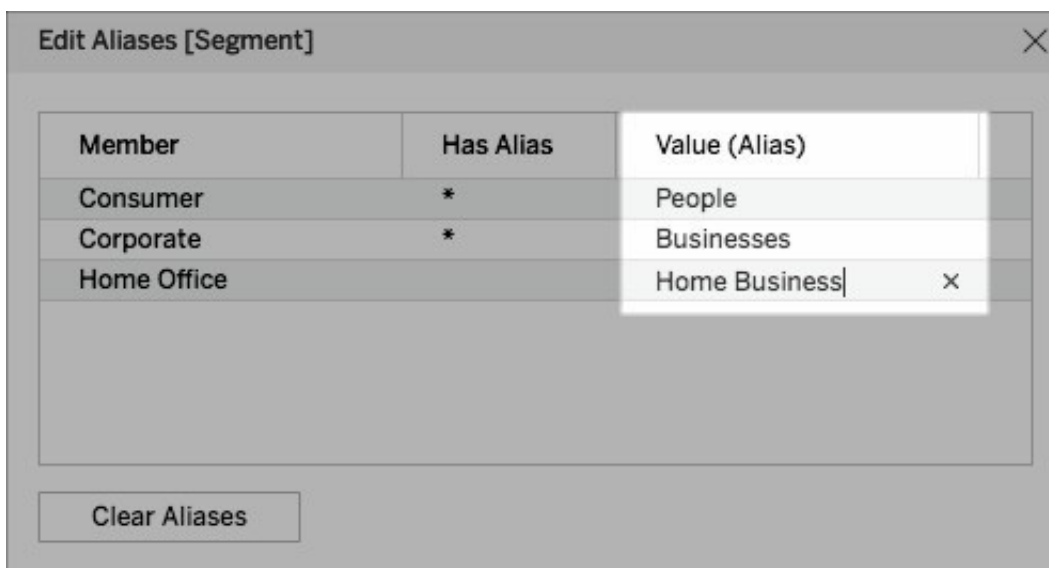 Edit Aliases [Segment]
Member Has Alias Value (Alias)
Consumer * People
Corporate * Businesses
Home Office Home Business
Clear Aliases